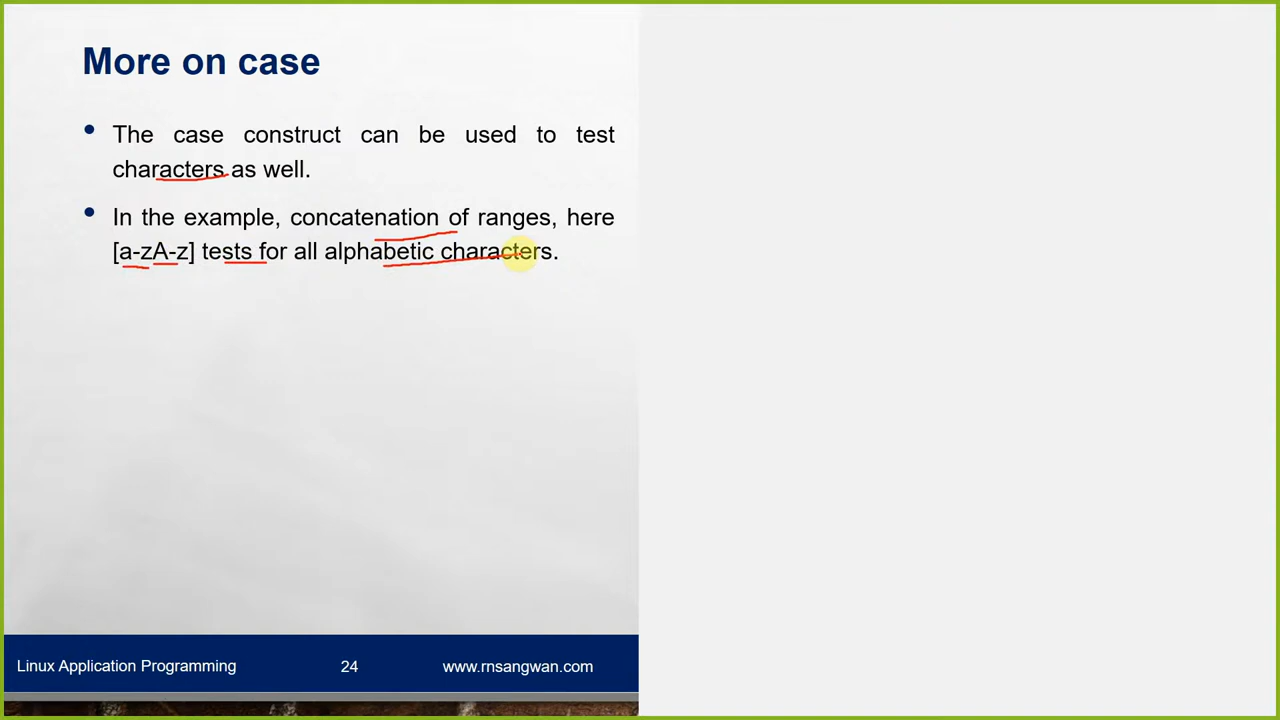 More on case
• The case construct can be used to test
characters as well.
• In the example, concatenation of ranges, here
[a-zA-z] tests for all alphabetic characters.
Linux Application Programming
24
www.rnsangwan.com